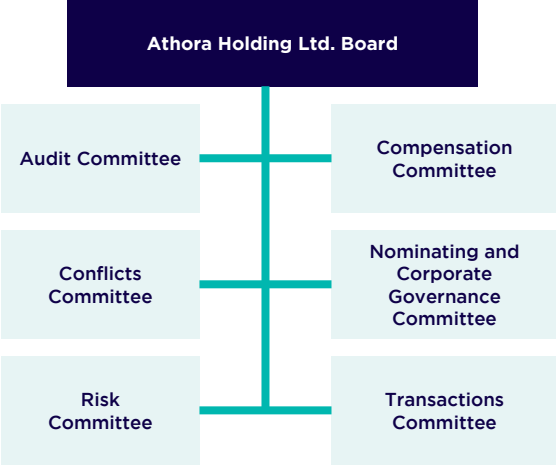 Athora Holding Ltd. Board
Audit Committee
Compensation
Committee
Conflicts
Committee
Nominating and
Corporate
Governance
Committee
Risk
Committee
Transactions
Committee